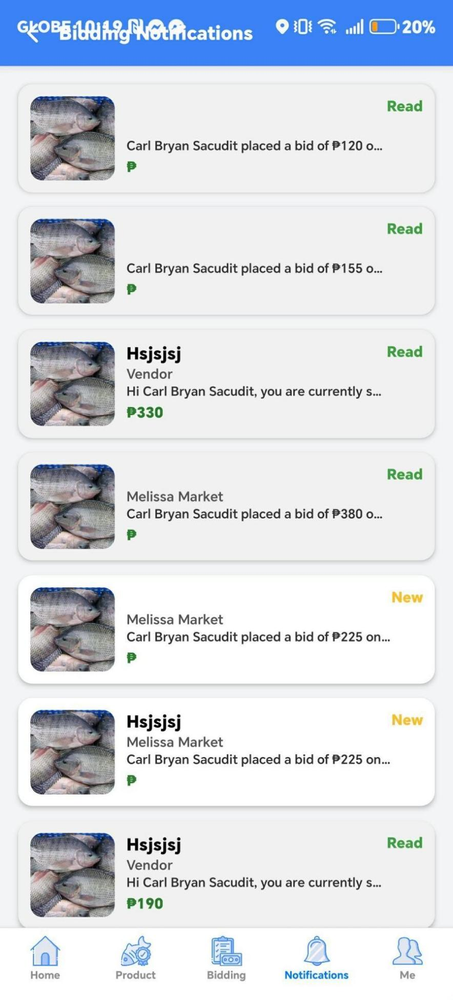 GLOBE 10:19
Bidding Notifications
20%
Read
Carl Bryan Sacudit placed a bid of ₱120 o...
₱
Read
Carl Bryan Sacudit placed a bid of ₱155 o...
₱
Hsjsjsj
Read
Vendor
Hi Carl Bryan Sacudit, you are currently s...
₱330
Read
Melissa Market
Carl Bryan Sacudit placed a bid of ₱380 o...
₱
New
Melissa Market
Carl Bryan Sacudit placed a bid of ₱225 on...
₱
Hsjsjsj
New
Melissa Market
Carl Bryan Sacudit placed a bid of ₱225 on...
₱
Hsjsjsj
Read
Vendor
Hi Carl Bryan Sacudit, you are currently s...
₱190
Home
Product
Bidding
Notifications
Me